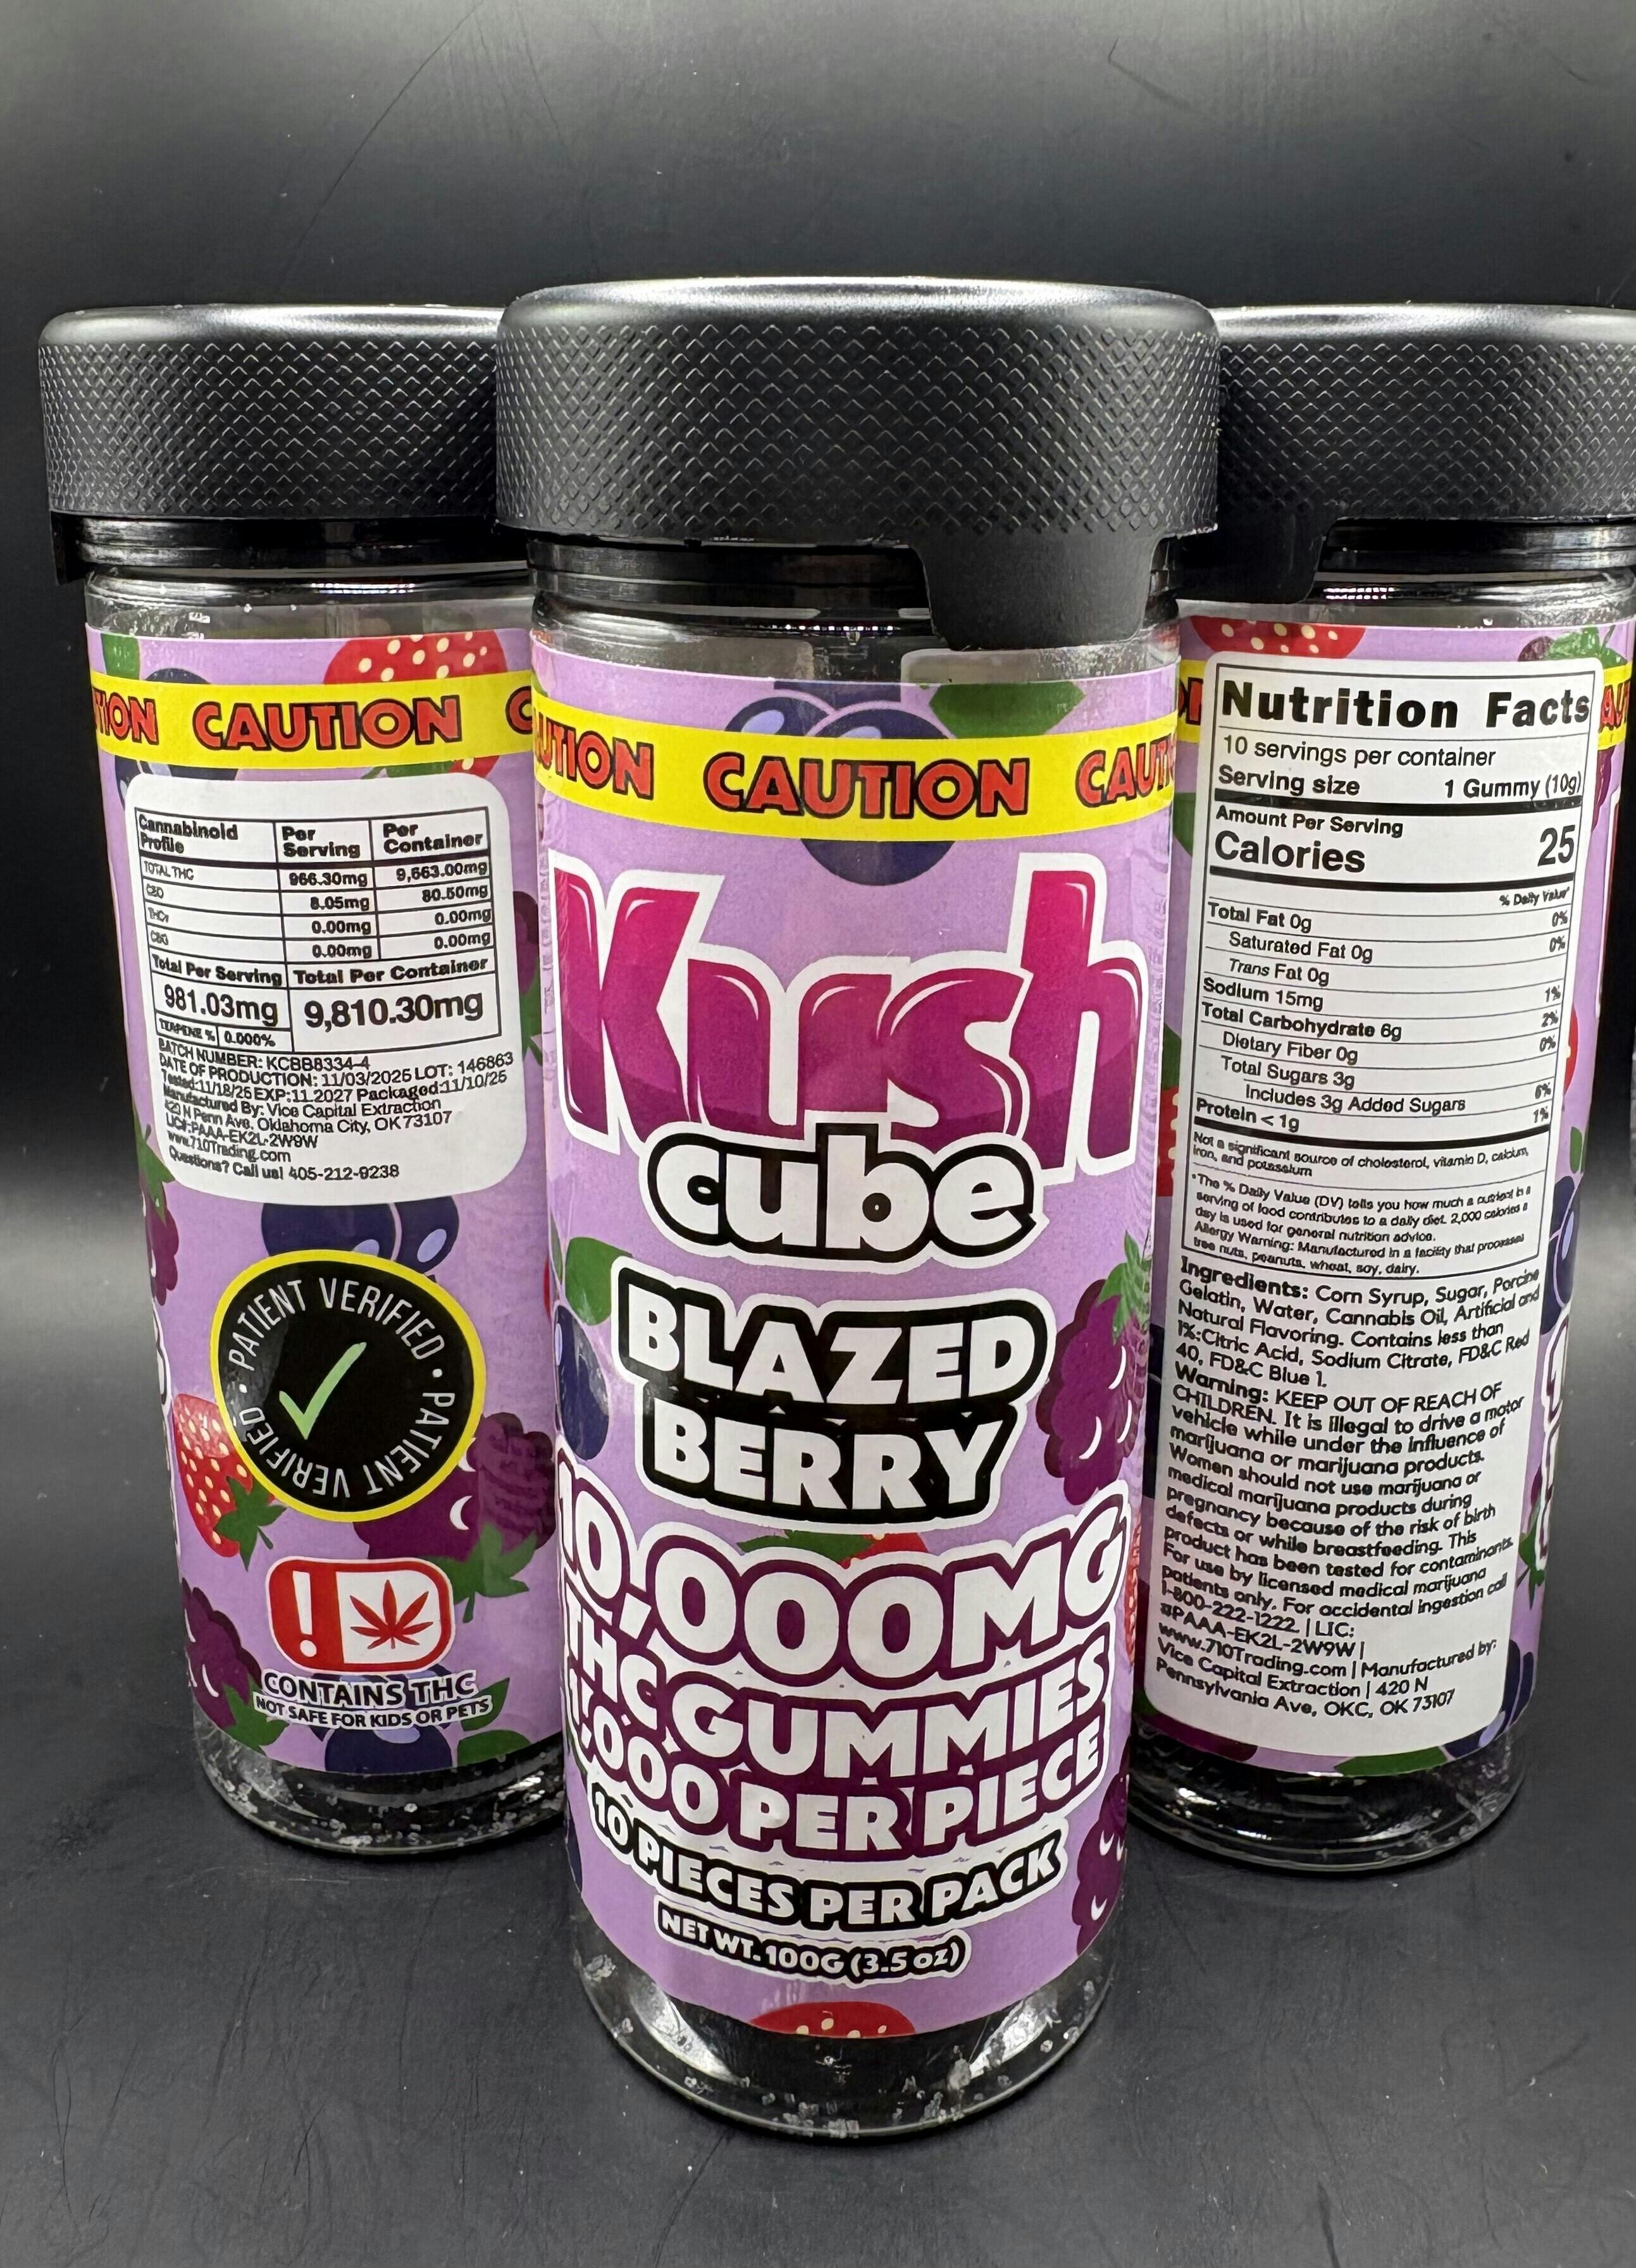 CAUTION
Cannabinoid Profile Per Serving Per Container
TOTAL THC 966.30mg 9,663.00mg
CBD 8.05mg 80.50mg
THCv 0.00mg 0.00mg
CBG 0.00mg 0.00mg
Total Per Serving Total Per Container
981.03mg 9,810.30mg
TERPENE % 0.000%
BATCH NUMBER: KCBB8334-4
DATE OF PRODUCTION: 11/03/2025 LOT: 146863
Tested:11/18/25 EXP:11.2027 Packaged:11/10/25
Manufactured By: Vice Capital Extraction
420 N Penn Ave, Oklahoma City, OK 73107
LIC#:PAAA-EK2L-2W9W
www.710Trading.com
Questions? Call us! 405-212-9238
PATIENT VERIFIED • PATIENT VERIFIED •
!
CONTAINS THC
NOT SAFE FOR KIDS OR PETS
CAUTION CAUTION
Kush
cube
BLAZED
BERRY
10,000MG
THC GUMMIES
1,000 PER PIECE
10 PIECES PER PACK
NET WT. 100G (3.5 oz)
Nutrition Facts
10 servings per container
Serving size 1 Gummy (10g)
Amount Per Serving
Calories 25
% Daily Value*
Total Fat 0g 0%
Saturated Fat 0g 0%
Trans Fat 0g
Sodium 15mg 1%
Total Carbohydrate 6g 2%
Dietary Fiber 0g 0%
Total Sugars 3g
Includes 3g Added Sugars 6%
Protein < 1g 1%
Not a significant source of cholesterol, vitamin D, calcium,
iron, and potassium
*The % Daily Value (DV) tells you how much a nutrient in a
serving of food contributes to a daily diet. 2,000 calories a
day is used for general nutrition advice.
Allergy Warning: Manufactured in a facility that processes
tree nuts, peanuts, wheat, soy, dairy.
Ingredients: Corn Syrup, Sugar, Porcine
Gelatin, Water, Cannabis Oil, Artificial and
Natural Flavoring. Contains less than
1%:Citric Acid, Sodium Citrate, FD&C Red
40, FD&C Blue 1.
Warning: KEEP OUT OF REACH OF
CHILDREN. It is illegal to drive a motor
vehicle while under the influence of
marijuana or marijuana products.
Women should not use marijuana or
medical marijuana products during
pregnancy because of the risk of birth
defects or while breastfeeding. This
product has been tested for contaminants.
For use by licensed medical marijuana
patients only. For accidental ingestion call
1-800-222-1222. | LIC:
#PAAA-EK2L-2W9W |
www.710Trading.com | Manufactured by:
Vice Capital Extraction | 420 N
Pennsylvania Ave, OKC, OK 73107